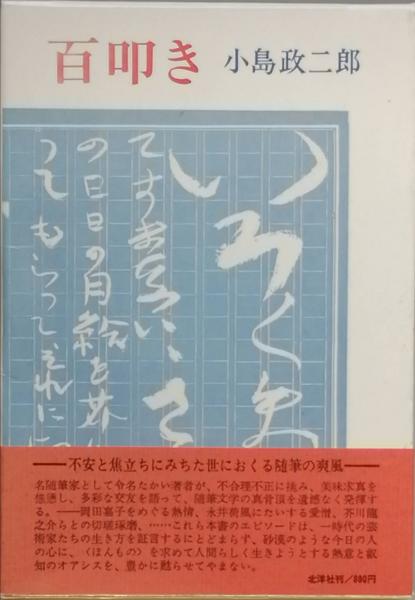 百叩き 小島政二郎
いろく
てすま
の日日の自絵を芥
ってもらってそれに
——不安と焦立ちにみちた世におくる随筆の爽風——
名随筆家として令名たかい著者が、不合理不正に挑み、美味求真を
慫慂し、多彩な交友を語って、随筆文学の真骨頂を遺憾なく発揮す
る。——岡田嘉子をめぐる熱情、永井荷風にたいする愛憎、芥川龍
之介らとの切磋琢磨、……これら本書のエピソードは、一時代の芸
術家たちの生き方を証言するにとどまらず、砂漠のような今日の人
の心に、〈ほんもの〉を求めて人間らしく生きようとする熱意と叡
知のオアシスを、豊かに甦らせてやまない。
北洋社刊/880円